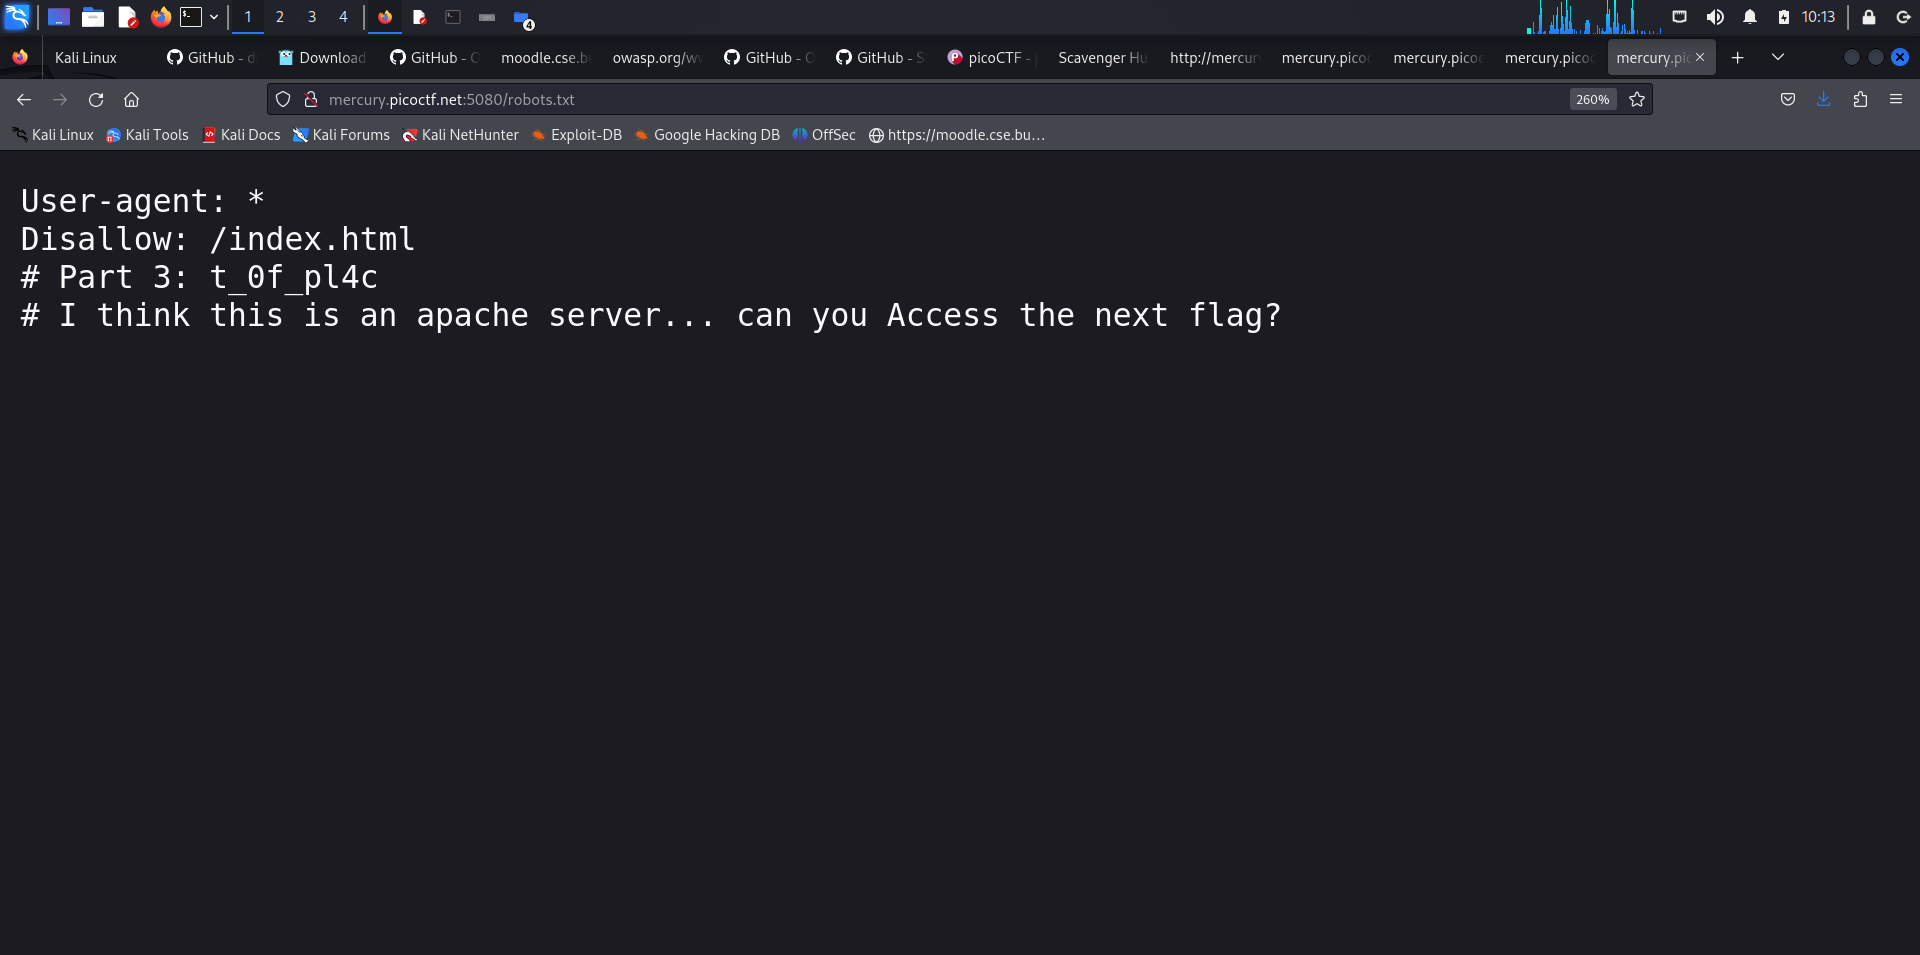 1 2 3 4 4 10:13
Kali Linux GitHub - d Download GitHub - O moodle.cse.bu owasp.org/w GitHub - O GitHub - S picoCTF - Scavenger Hu http://mercur mercury.pico mercury.pico mercury.pico mercury.pic
mercury.picoctf.net:5080/robots.txt 260%
Kali Linux Kali Tools Kali Docs Kali Forums Kali NetHunter Exploit-DB Google Hacking DB OffSec https://moodle.cse.bu…
User-agent: *
Disallow: /index.html
# Part 3: t_0f_pl4c
# I think this is an apache server... can you Access the next flag?